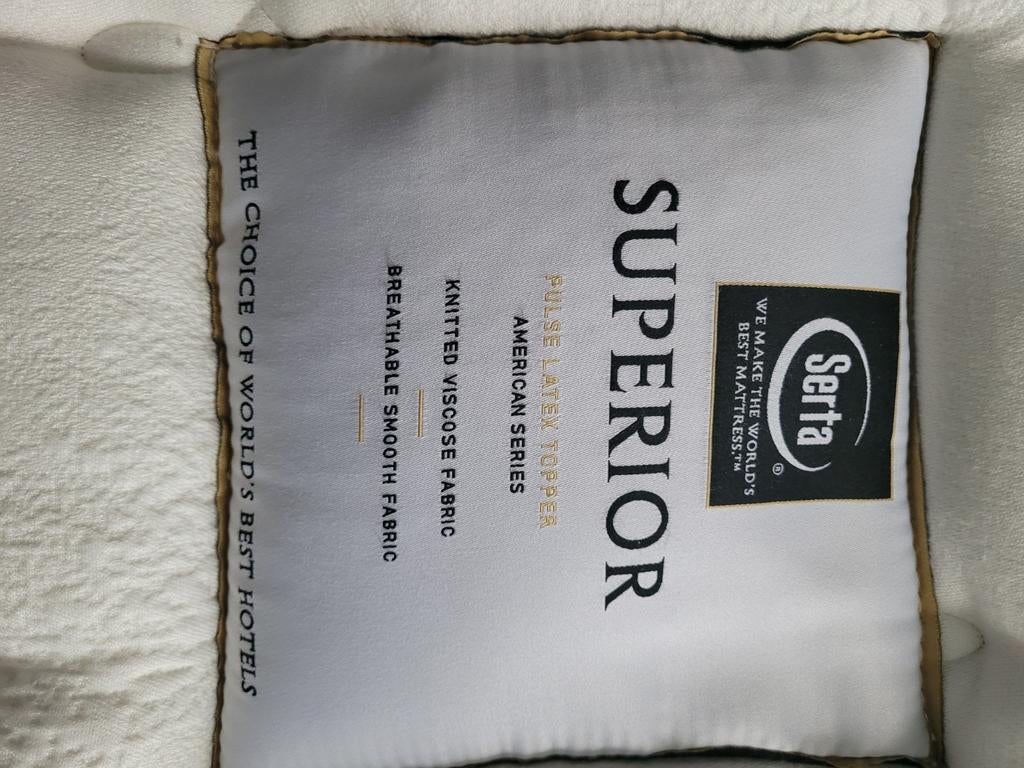 Serta®
WE MAKE THE WORLD'S
BEST MATTRESS.™
SUPERIOR
PULSE LATEX TOPPER
AMERICAN SERIES
KNITTED VISCOSE FABRIC
BREATHABLE SMOOTH FABRIC
THE CHOICE OF WORLD'S BEST HOTELS